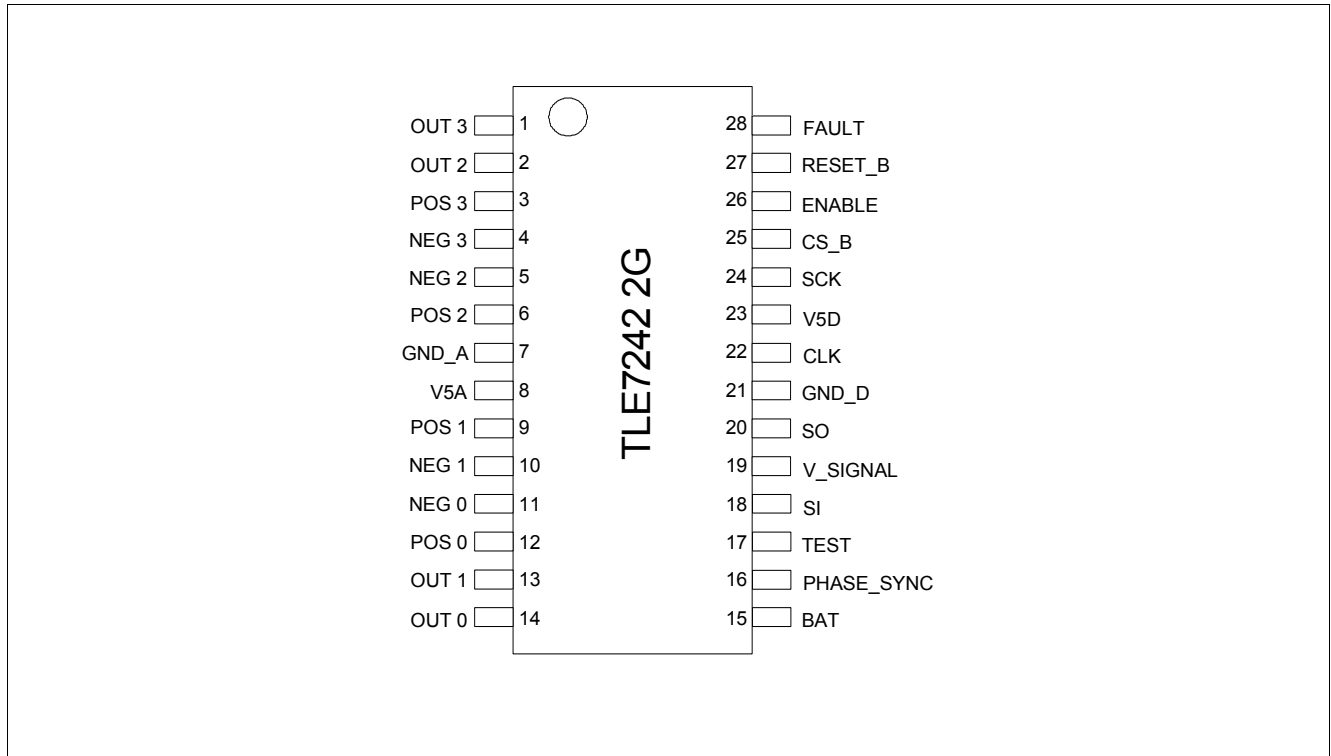 OUT 3 1
OUT 2 2
POS 3 3
NEG 3 4
NEG 2 5
POS 2 6
GND_A 7
V5A 8
POS 1 9
NEG 1 10
NEG 0 11
POS 0 12
OUT 1 13
OUT 0 14
TLE7242 2G
28 FAULT
27 RESET_B
26 ENABLE
25 CS_B
24 SCK
23 V5D
22 CLK
21 GND_D
20 SO
19 V_SIGNAL
18 SI
17 TEST
16 PHASE_SYNC
15 BAT